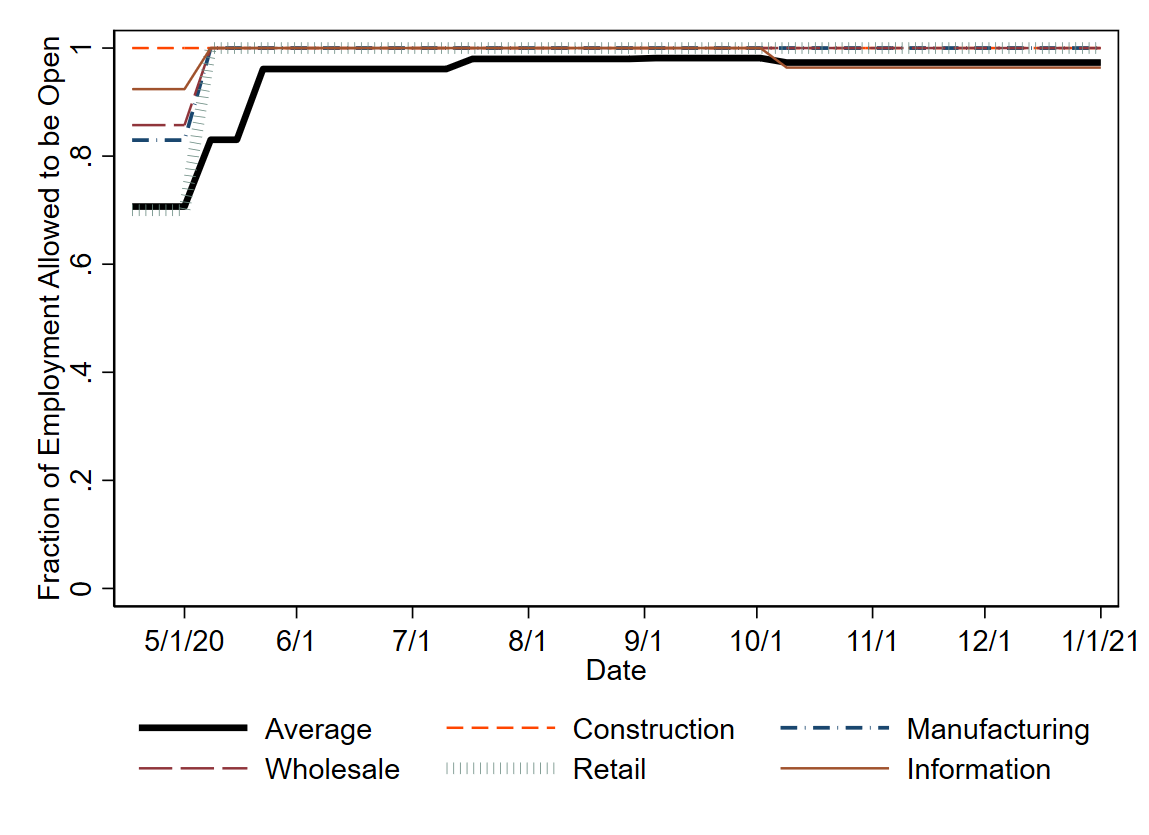 Fraction of Employment Allowed to be Open
1
.8
.6
.4
.2
0
5/1/20 6/1 7/1 8/1 9/1 10/1 11/1 12/1 1/1/21
Date
Average Construction Manufacturing
Wholesale Retail Information